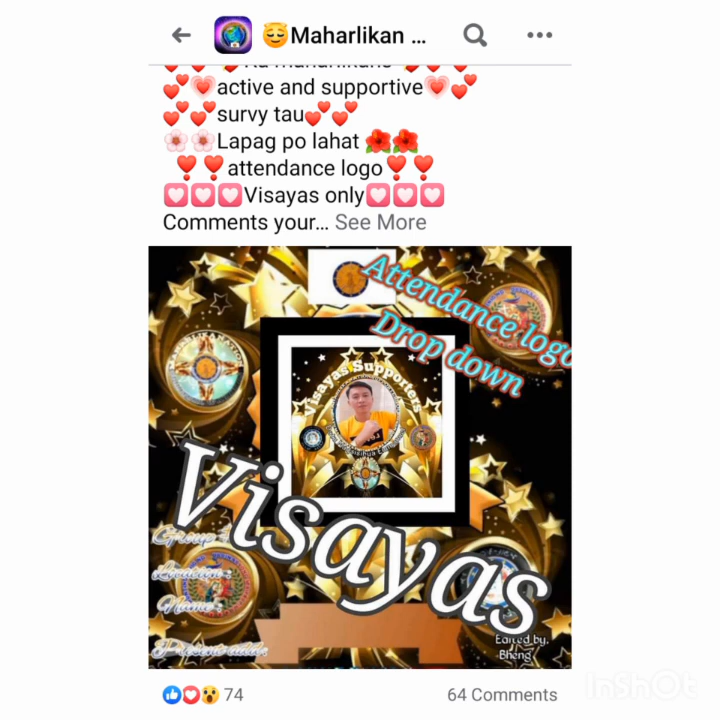 😇Maharlikan ...
💕💗active and supportive💗💕
💕💕survy tau💕💕
🌸🌸Lapag po lahat 🌺🌺
❣️❣️attendance logo❣️❣️
💟💟💟Visayas only💟💟💟
Comments your... See More
Attendance logo
Drop down
Visayas Supporters
Visayas
Group :
Location :
Name :
Edited by.
Bheng
74
64 Comments
InShOt